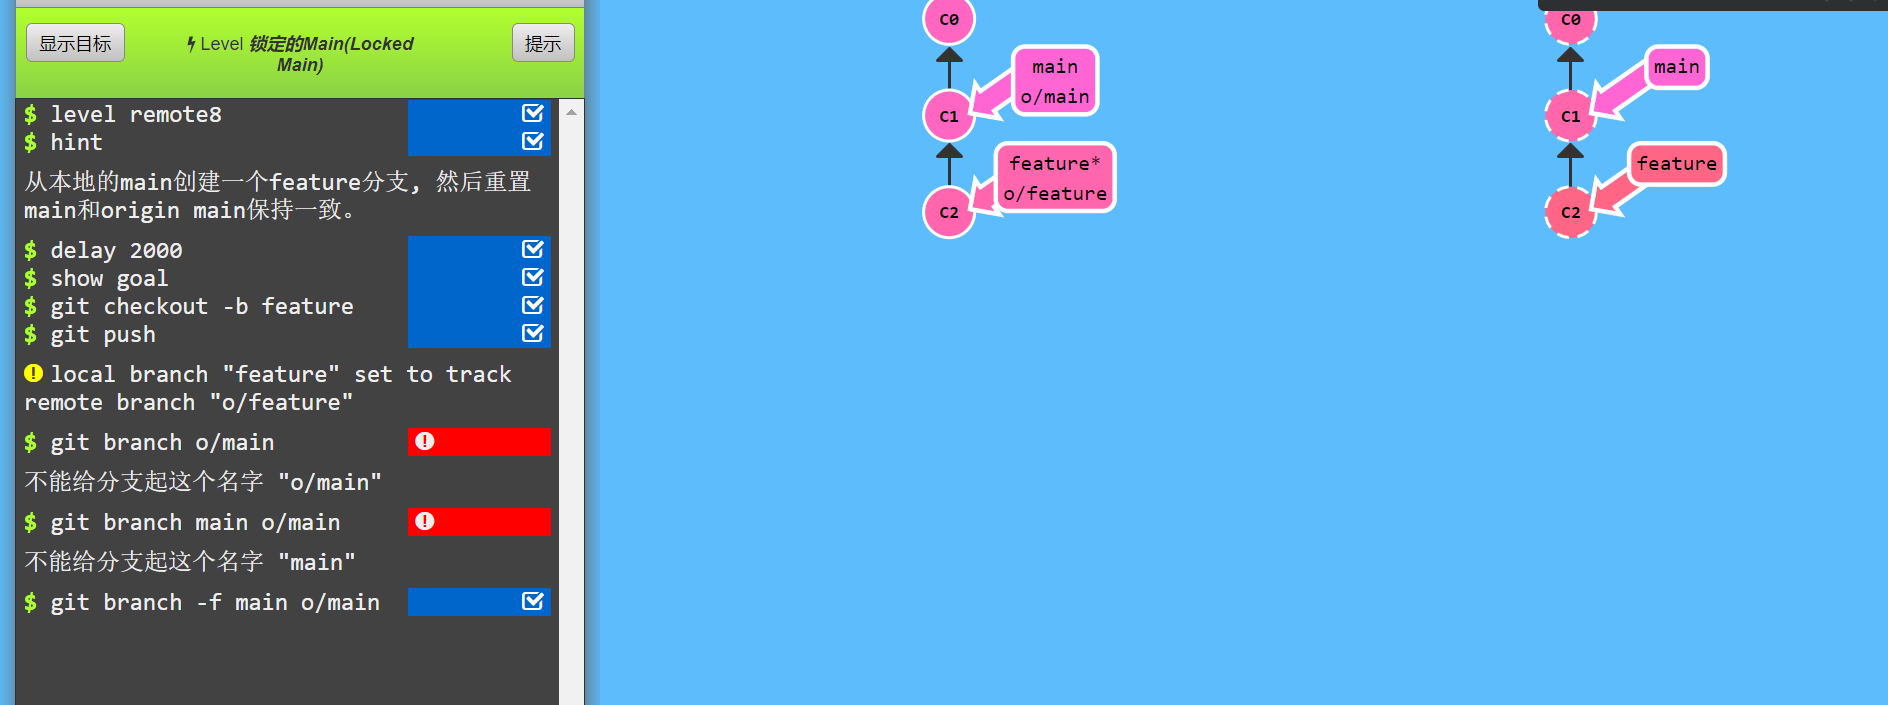 显示目标
Level 锁定的Main(Locked
Main)
提示
$ level remote8
$ hint
从本地的main创建一个feature分支, 然后重置
main和origin main保持一致。
$ delay 2000
$ show goal
$ git checkout -b feature
$ git push
local branch "feature" set to track
remote branch "o/feature"
$ git branch o/main
不能给分支起这个名字 "o/main"
$ git branch main o/main
不能给分支起这个名字 "main"
$ git branch -f main o/main
C0
main
o/main
C1
feature*
o/feature
C2
C0
main
C1
feature
C2